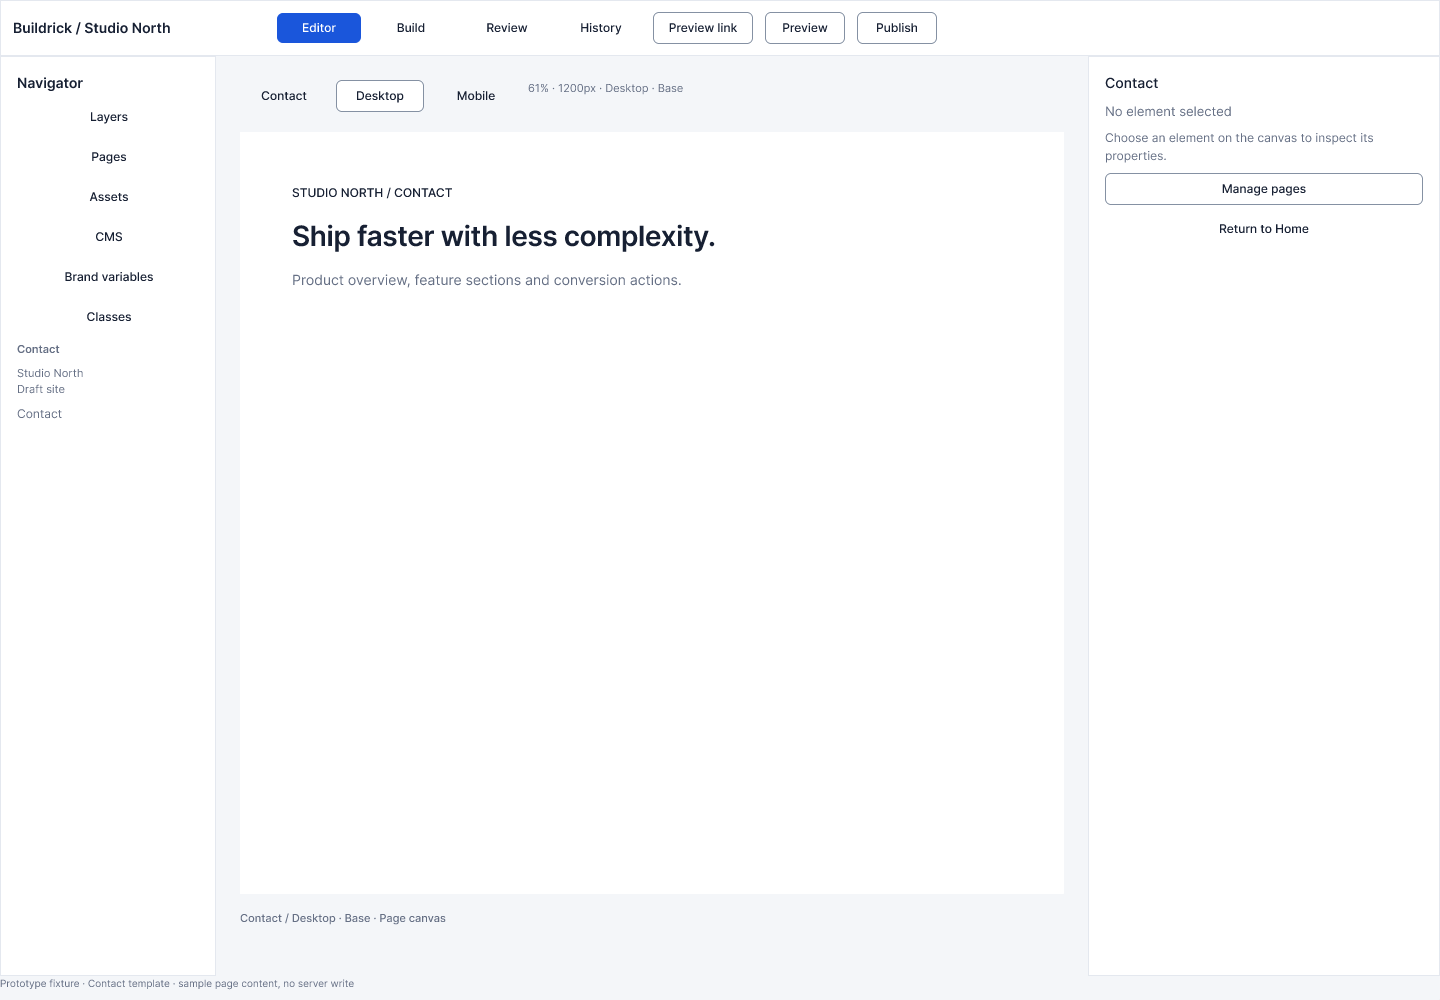 Buildrick / Studio North
Editor
Build
Review
History
Preview link
Preview
Publish
Navigator
Layers
Pages
Assets
CMS
Brand variables
Classes
Contact
Studio North
Draft site
Contact
Contact
Desktop
Mobile
61% · 1200px · Desktop · Base
STUDIO NORTH / CONTACT
Ship faster with less complexity.
Product overview, feature sections and conversion actions.
Contact / Desktop · Base · Page canvas
Contact
No element selected
Choose an element on the canvas to inspect its
properties.
Manage pages
Return to Home
Prototype fixture · Contact template · sample page content, no server write